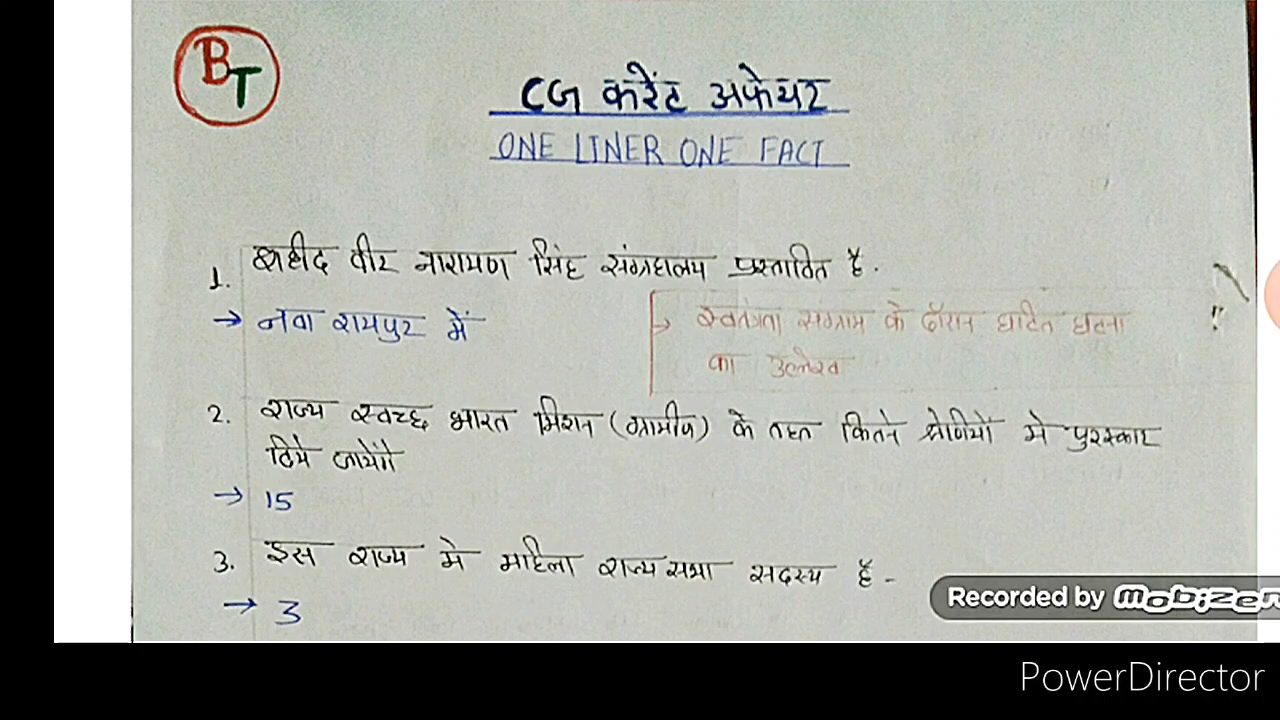 BT
CG करेंट अफेयर
ONE LINER ONE FACT
1. शहीद वीर नारायण सिंह संग्रहालय प्रस्तावित है.
→ नवा रायपुर में
→ स्वतंत्रता संग्राम के दौरान घटित घटना
का उल्लेख
2. राज्य स्वच्छ भारत मिशन (ग्रामीण) के तहत कितने श्रेणियों मे पुरस्कार
दिये जायेंगे
→ 15
3. इस राज्य मे महिला राज्य सभा सदस्य है -
→ 3
Recorded by mobizen
PowerDirector